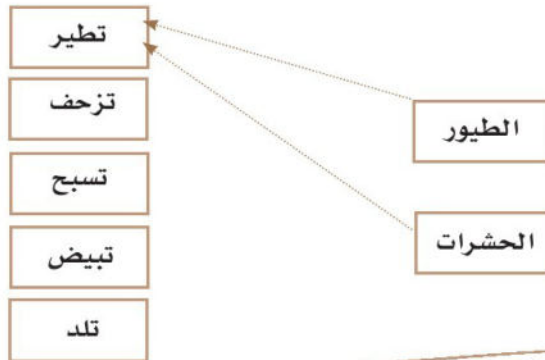 الطيور
الحشرات
تطير
تزحف
تسبح
تبيض
تلد